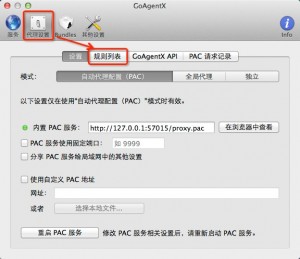 GoAgentX
服务 代理设置 Bundles 其他设置 Info
设置 规则列表 GoAgentX API PAC 请求记录
模式： 自动代理配置（PAC） 全局代理 独立
以下设置仅在使用“自动代理配置（PAC）”模式时有效。
内置 PAC 服务： http://127.0.0.1:57015/proxy.pac 在浏览器中查看
PAC 服务使用固定端口： 如 9999
分享 PAC 服务给局域网中的其他设置
使用自定义 PAC 地址
网址：
或者 选择本地文件...
重启 PAC 服务 修改 PAC 服务相关设置后，请重新启动 PAC 服务。